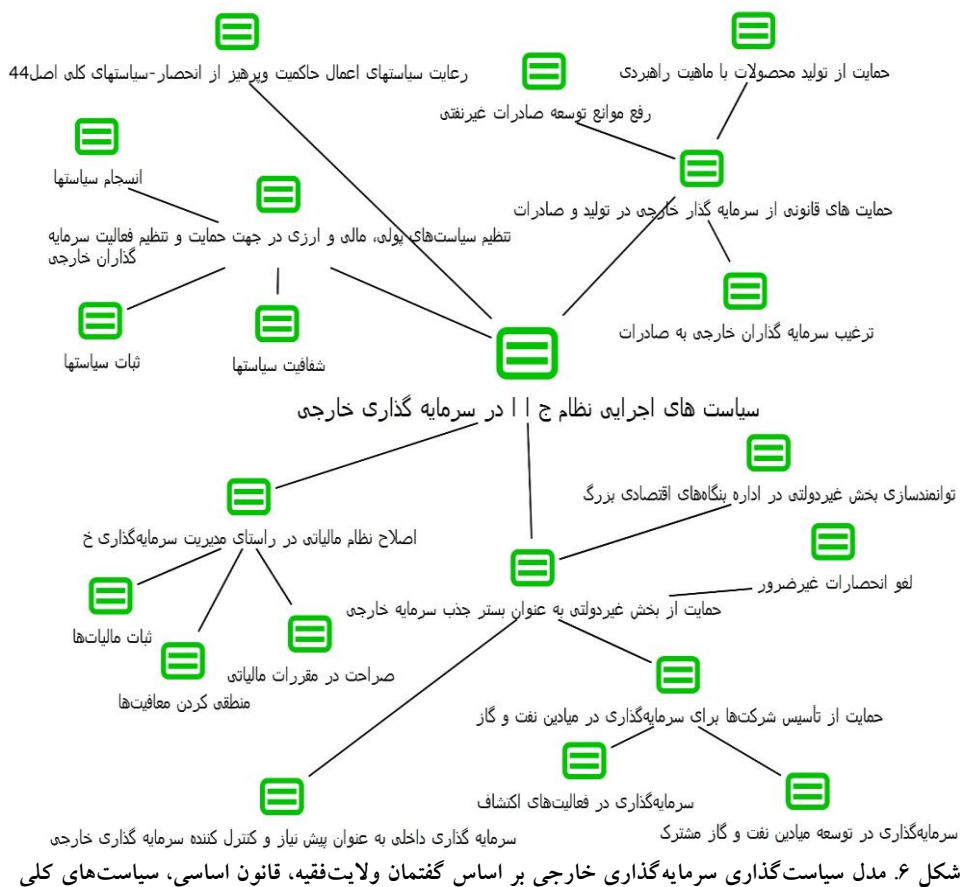 حمایت از تولید محصولات با ماهیت راهبردی
رعایت سیاستهای اعمال حاکمیت وپرهیز از انحصار-سیاستهای کلی اصل44
رفع موانع توسعه صادرات غیرنفتی
انسجام سیاستها
حمایت های قانونی از سرمایه گذار خارجی در تولید و صادرات
تنظیم سیاست‌های پولی، مالی و ارزی در جهت حمایت و تنظیم فعالیت سرمایه
گذاران خارجی
ترغیب سرمایه گذاران خارجی به صادرات
شفافیت سیاستها
ثبات سیاستها
سیاست های اجرایی نظام ج ا ا در سرمایه گذاری خارجی
توانمندسازی بخش غیردولتی در اداره بنگاه‌های اقتصادی بزرگ
اصلاح نظام مالیاتی در راستای مدیریت سرمایه‌گذاری خ
لغو انحصارات غیرضرور
حمایت از بخش غیردولتی به عنوان بستر جذب سرمایه خارجی
ثبات مالیات‌ها
صراحت در مقررات مالیاتی
منطقی کردن معافیت‌ها
حمایت از تأسیس شرکت‌ها برای سرمایه‌گذاری در میادین نفت و گاز
سرمایه‌گذاری در فعالیت‌های اکتشاف
سرمایه‌گذاری در توسعه میادین نفت و گاز مشترک
سرمایه گذاری داخلی به عنوان پیش نیاز و کنترل کننده سرمایه گذاری خارجی
شکل ۶. مدل سیاست‌گذاری سرمایه‌گذاری خارجی بر اساس گفتمان ولایت‌فقیه، قانون اساسی، سیاست‌های کلی